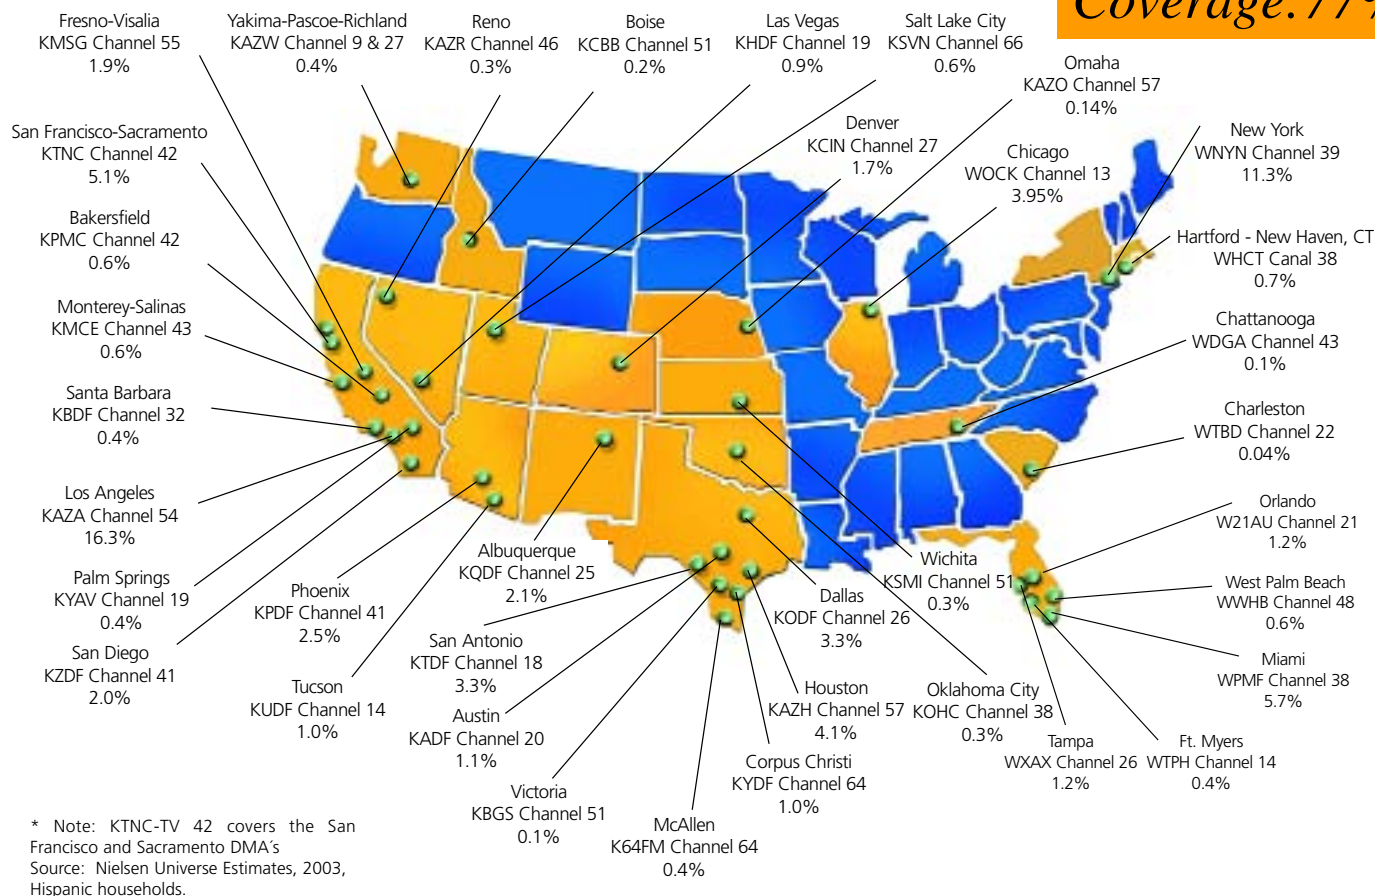 Coverage: 77%
Fresno-Visalia
KMSG Channel 55
1.9%
Yakima-Pascoe-Richland
KAZW Channel 9 & 27
0.4%
Reno
KAZR Channel 46
0.3%
Boise
KCBB Channel 51
0.2%
Las Vegas
KHDF Channel 19
0.9%
Salt Lake City
KSVN Channel 66
0.6%
Omaha
KAZO Channel 57
0.14%
San Francisco-Sacramento
KTNC Channel 42
5.1%
Denver
KCIN Channel 27
1.7%
Chicago
WOCK Channel 13
3.95%
New York
WNYN Channel 39
11.3%
Bakersfield
KPMC Channel 42
0.6%
Hartford - New Haven, CT
WHCT Canal 38
0.7%
Monterey-Salinas
KMCE Channel 43
0.6%
Chattanooga
WDGA Channel 43
0.1%
Santa Barbara
KBDF Channel 32
0.4%
Charleston
WTBD Channel 22
0.04%
Los Angeles
KAZA Channel 54
16.3%
Orlando
W21AU Channel 21
1.2%
Palm Springs
KYAV Channel 19
0.4%
Phoenix
KPDF Channel 41
2.5%
Albuquerque
KQDF Channel 25
2.1%
Wichita
KSMI Channel 51
0.3%
Dallas
KODF Channel 26
3.3%
West Palm Beach
WWHB Channel 48
0.6%
San Diego
KZDF Channel 41
2.0%
San Antonio
KTDF Channel 18
3.3%
Miami
WPMF Channel 38
5.7%
Tucson
KUDF Channel 14
1.0%
Austin
KADF Channel 20
1.1%
Houston
KAZH Channel 57
4.1%
Oklahoma City
KOHC Channel 38
0.3%
Tampa
WXAX Channel 26
1.2%
Ft. Myers
WTPH Channel 14
0.4%
Corpus Christi
KYDF Channel 64
1.0%
Victoria
KBGS Channel 51
0.1%
McAllen
K64FM Channel 64
0.4%
* Note: KTNC-TV 42 covers the San
Francisco and Sacramento DMA´s
Source: Nielsen Universe Estimates, 2003,
Hispanic households.